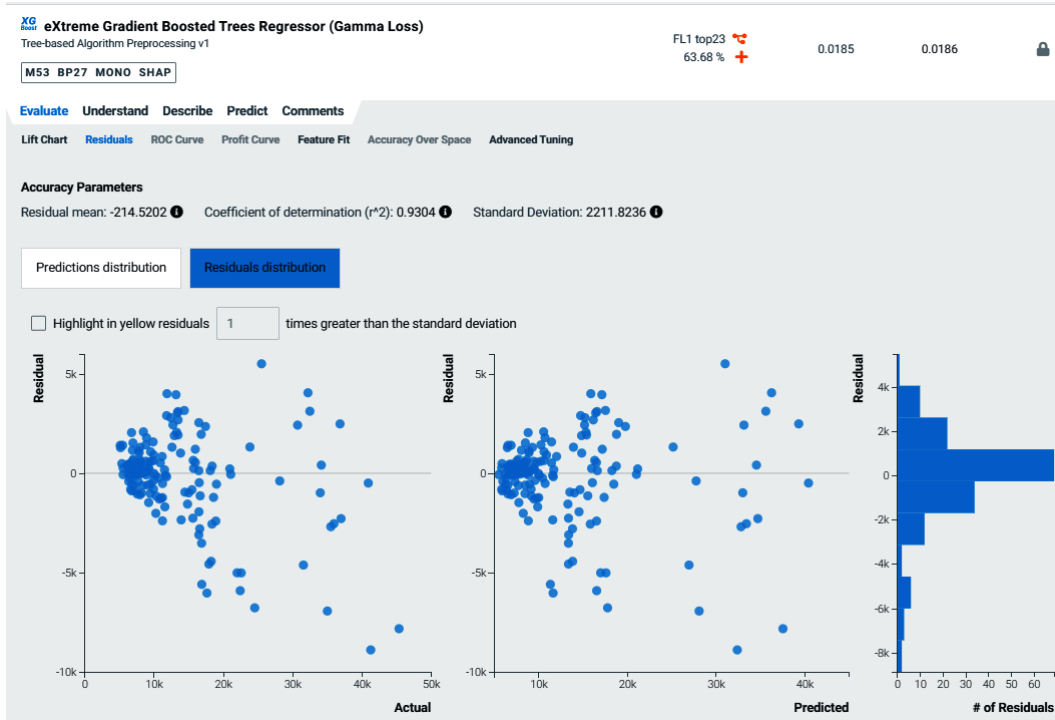 XG Boost eXtreme Gradient Boosted Trees Regressor (Gamma Loss)
Tree-based Algorithm Preprocessing v1
M53 BP27 MONO SHAP
FL1 top23
63.68 %
0.0185
0.0186
Evaluate Understand Describe Predict Comments
Lift Chart Residuals ROC Curve Profit Curve Feature Fit Accuracy Over Space Advanced Tuning
Accuracy Parameters
Residual mean: -214.5202 Coefficient of determination (r^2): 0.9304 Standard Deviation: 2211.8236
Predictions distribution Residuals distribution
Highlight in yellow residuals 1 times greater than the standard deviation
Residual
5k
0
-5k
-10k
0 10k 20k 30k 40k 50k
Actual
Residual
5k
0
-5k
-10k
10k 20k 30k 40k
Predicted
Residual
4k
2k
0
-2k
-4k
-6k
-8k
0 10 20 30 40 50 60
# of Residuals